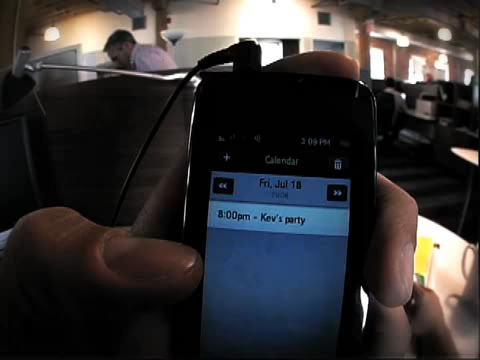 3:09 PM
+ Calendar
Fri, Jul 18
2008
8:00pm - Kev's party